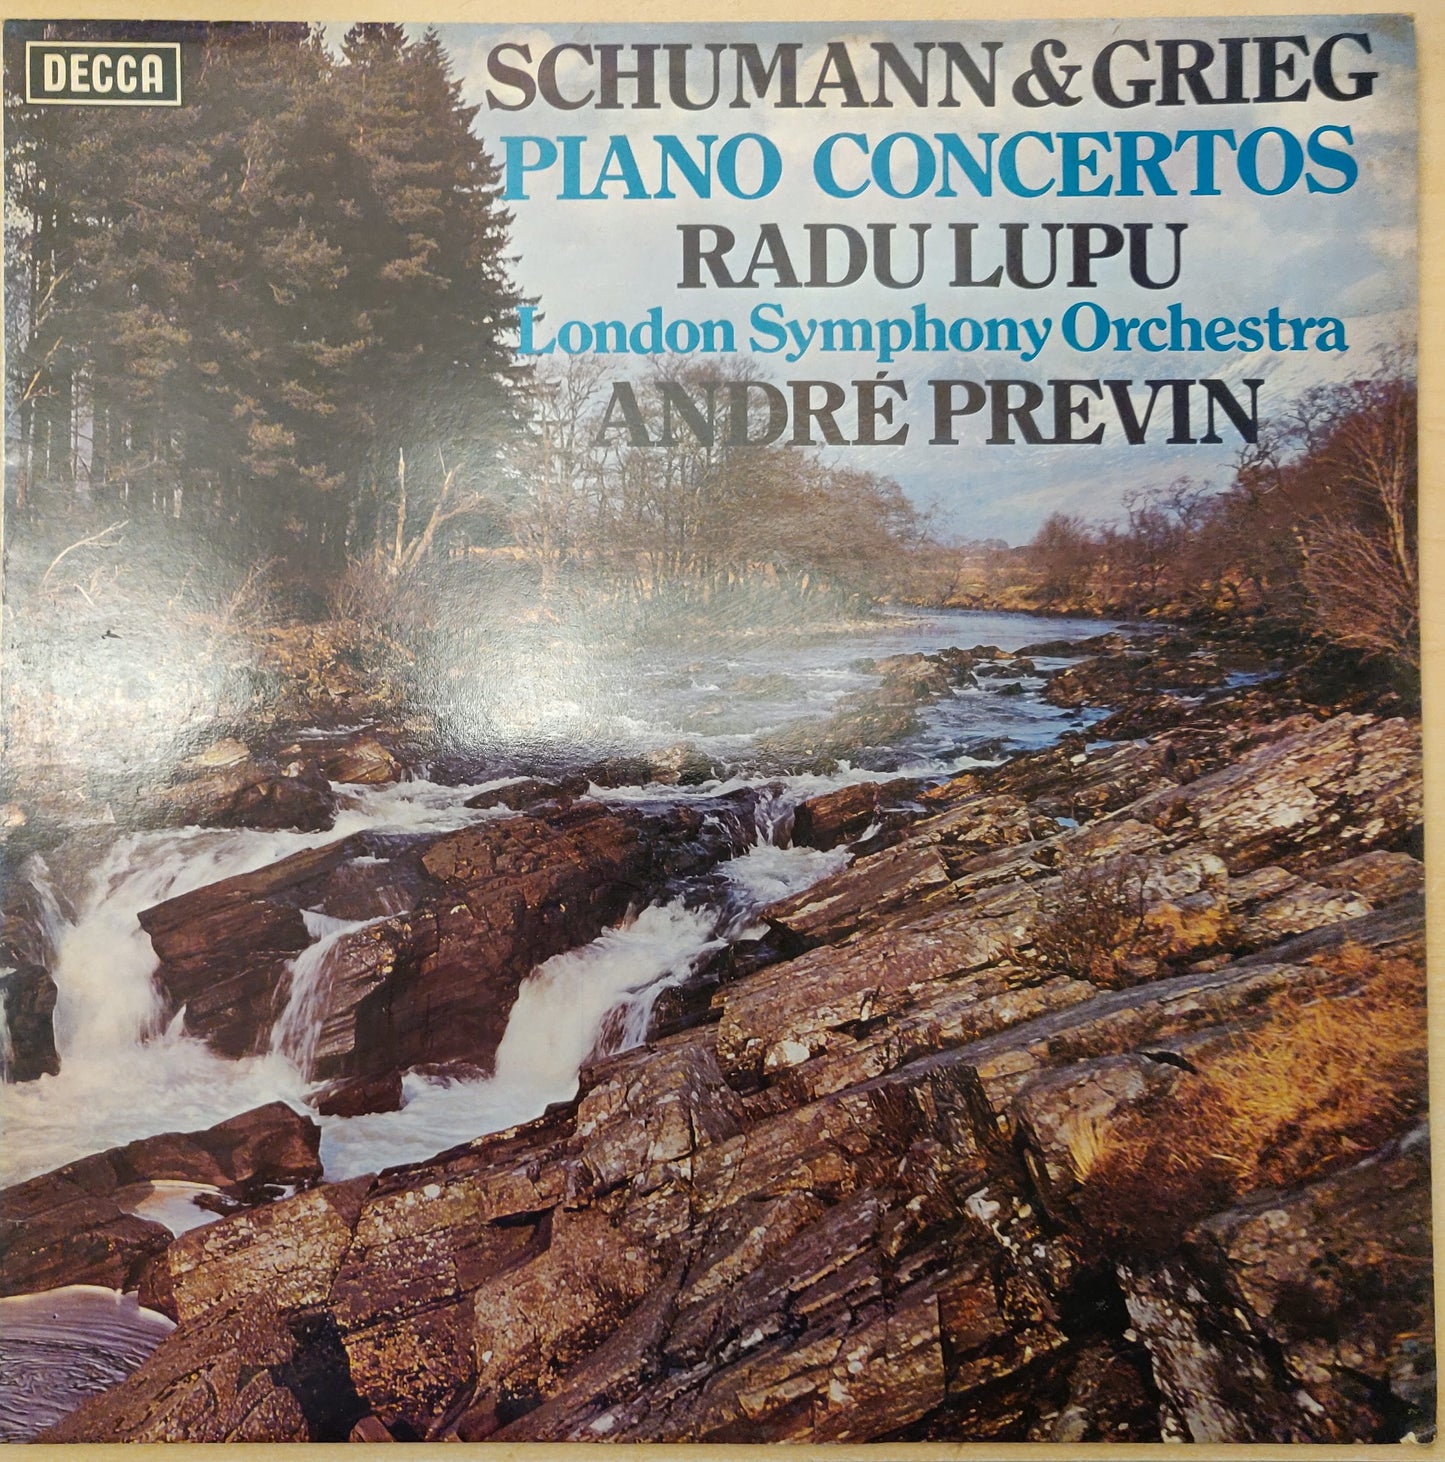 DECCA
SCHUMANN & GRIEG
PIANO CONCERTOS
RADU LUPU
London Symphony Orchestra
ANDRÉ PREVIN